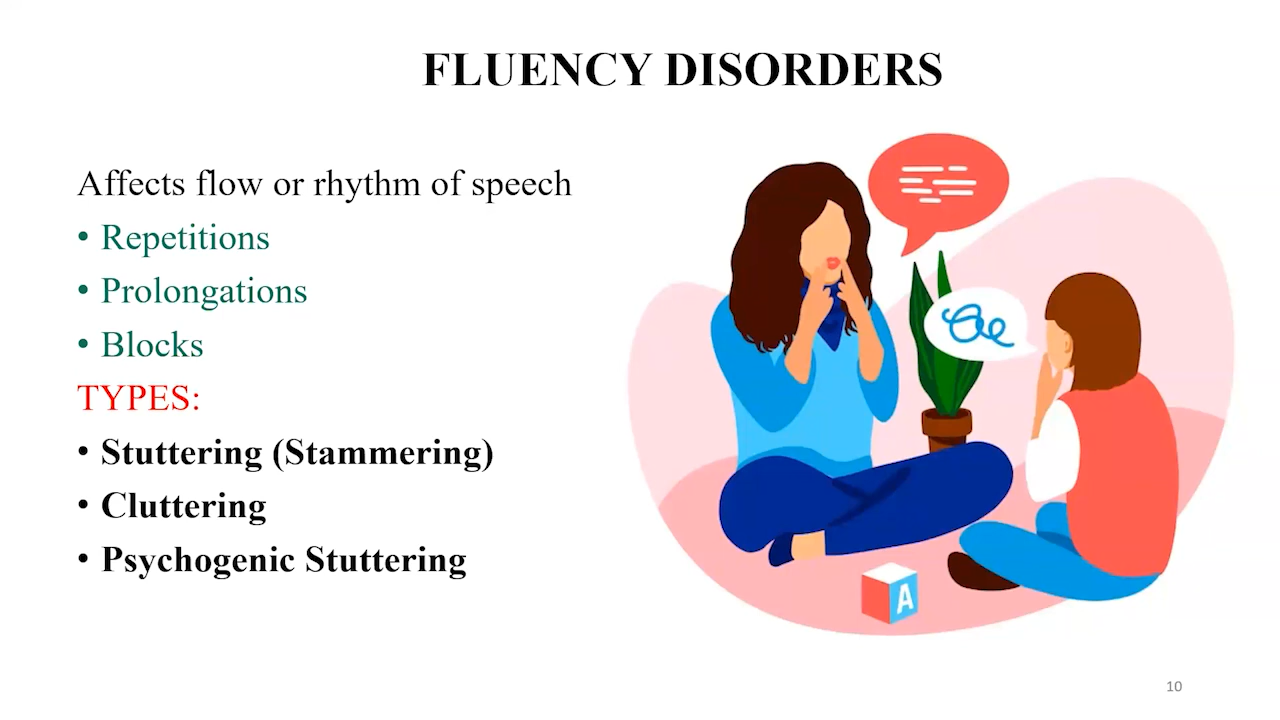 FLUENCY DISORDERS
Affects flow or rhythm of speech
• Repetitions
• Prolongations
• Blocks
TYPES:
• Stuttering (Stammering)
• Cluttering
• Psychogenic Stuttering
A
10